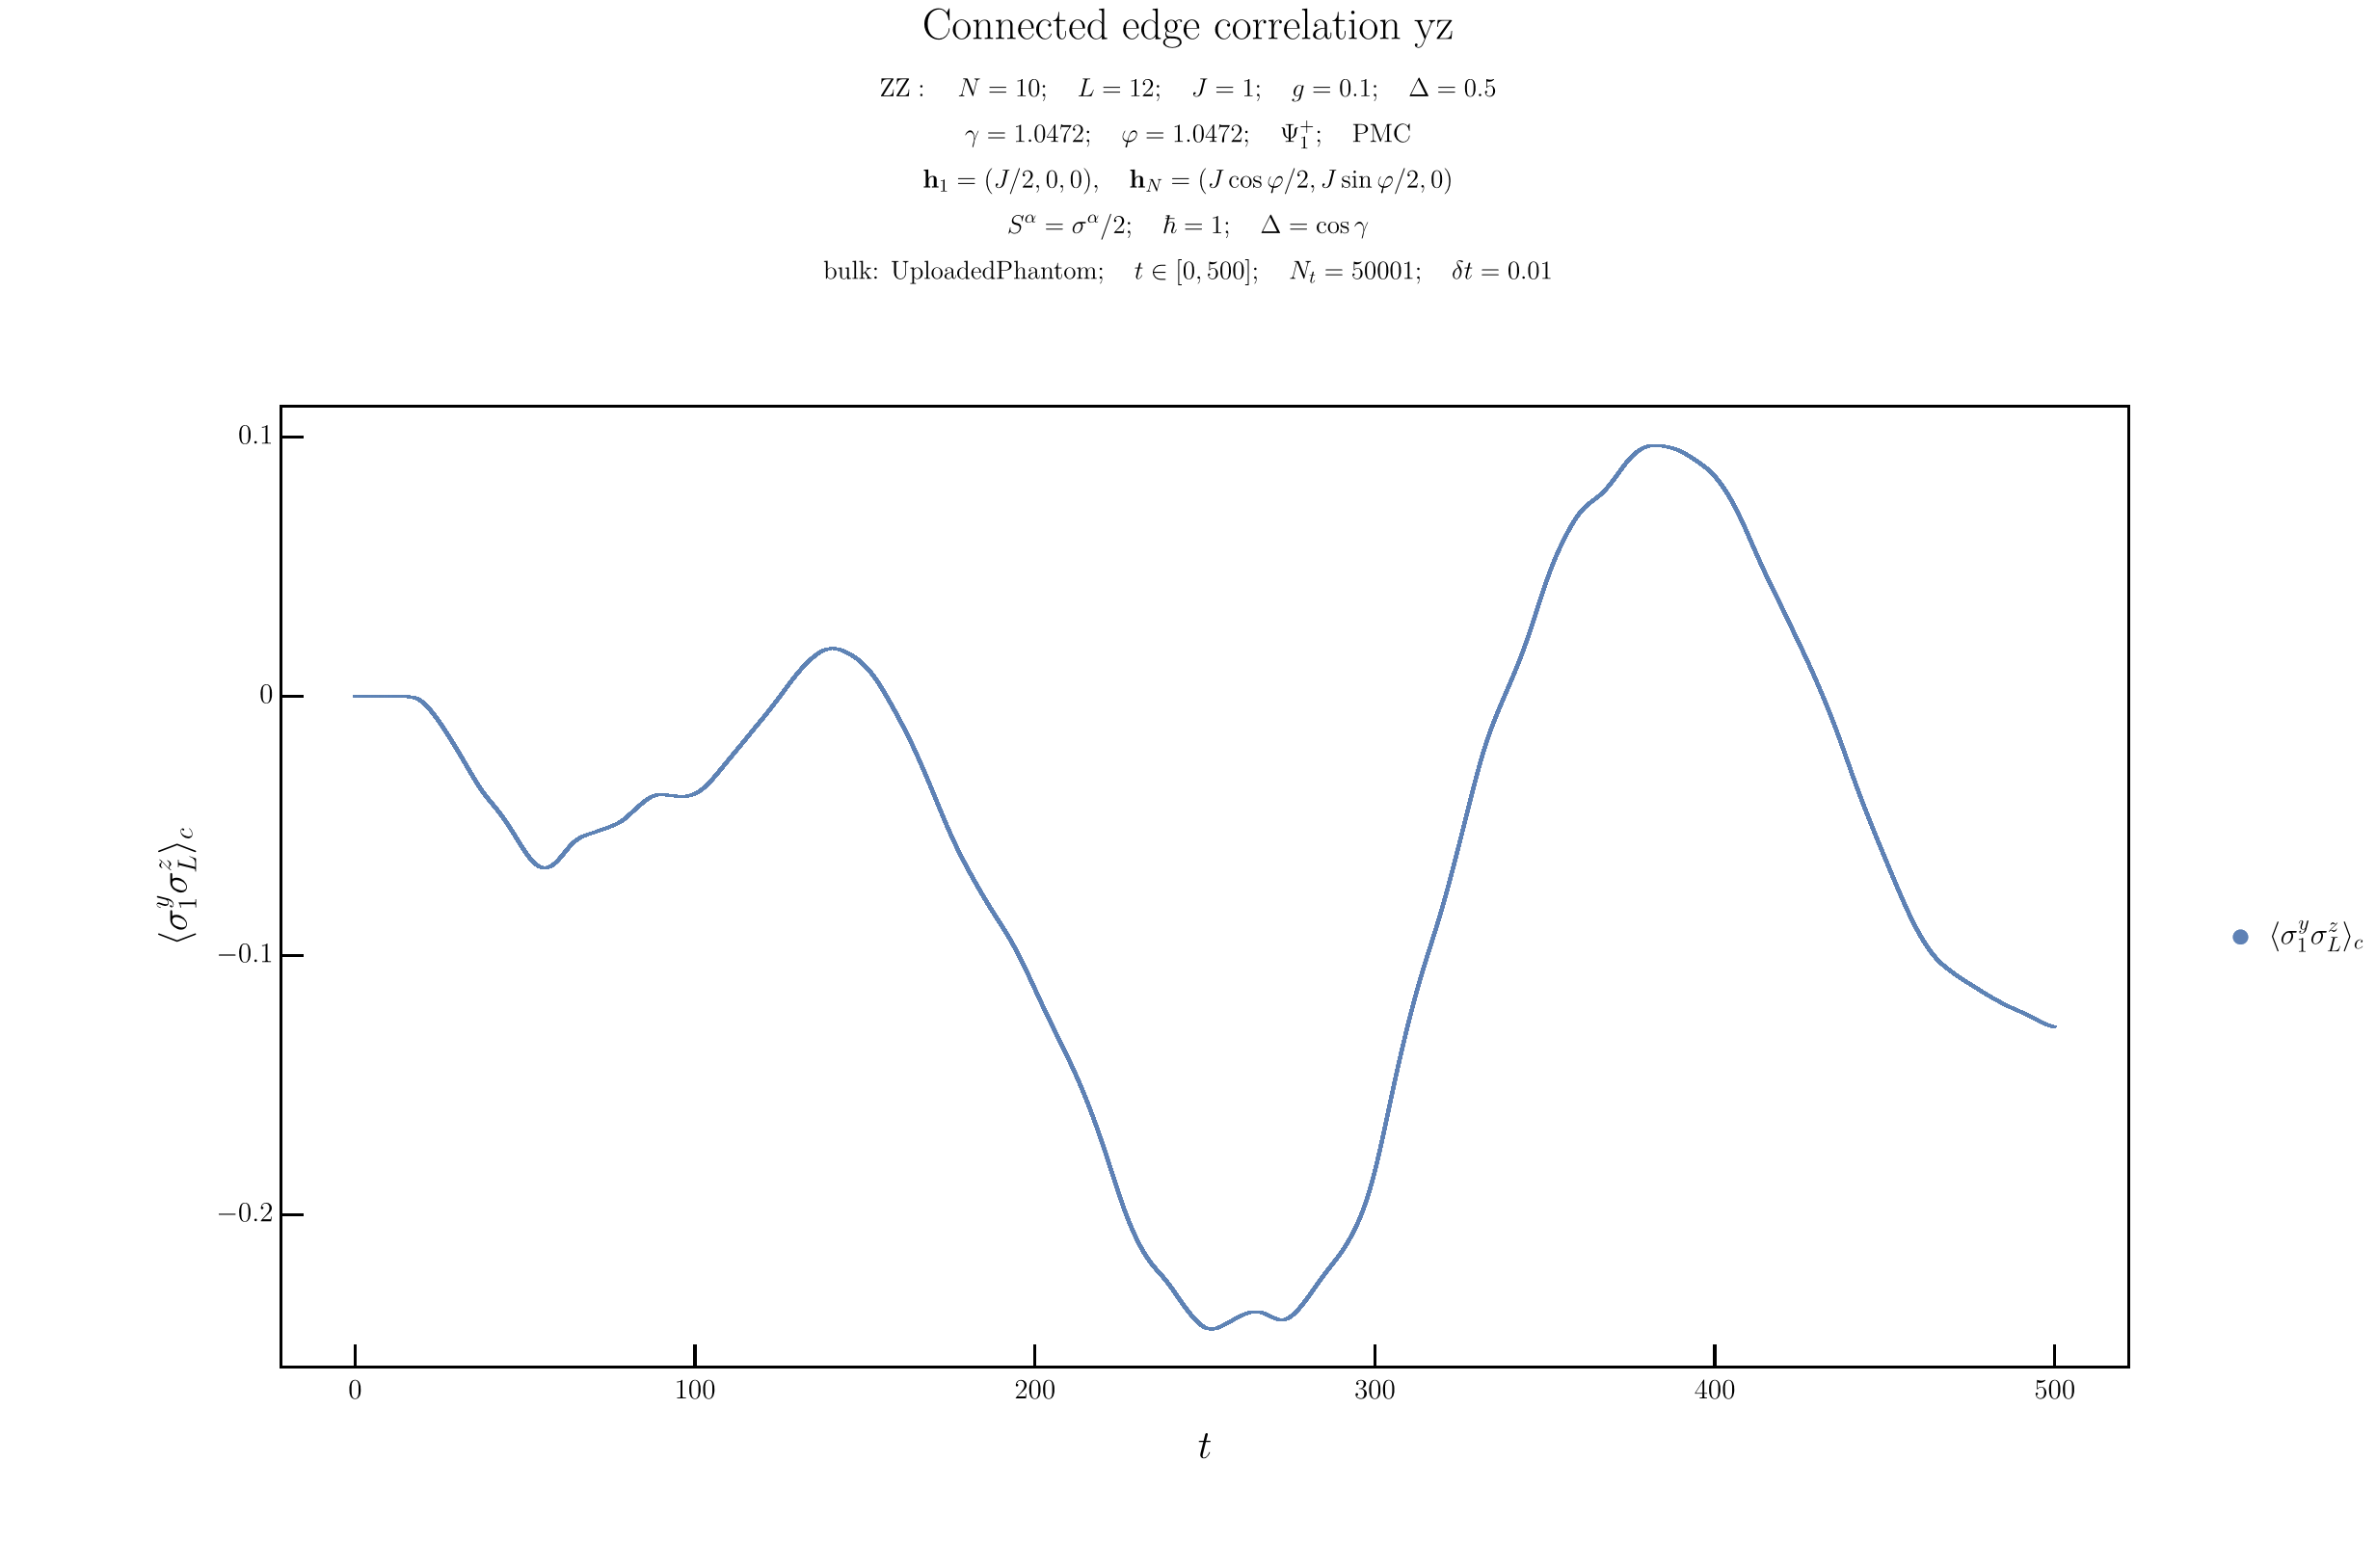 Connected edge correlation yz
ZZ : N = 10; L = 12; J = 1; g = 0.1; Δ = 0.5
γ = 1.0472; φ = 1.0472; Ψ₁⁺; PMC
h₁ = (J/2, 0, 0), h_N = (J cos φ/2, J sin φ/2, 0)
S^α = σ^α/2; ℏ = 1; Δ = cos γ
bulk: UploadedPhantom; t ∈ [0, 500]; N_t = 50001; δt = 0.01
0.1
0
−0.1
−0.2
⟨σ₁^y σ_L^z⟩_c
0 100 200 300 400 500
t
⟨σ₁^y σ_L^z⟩_c